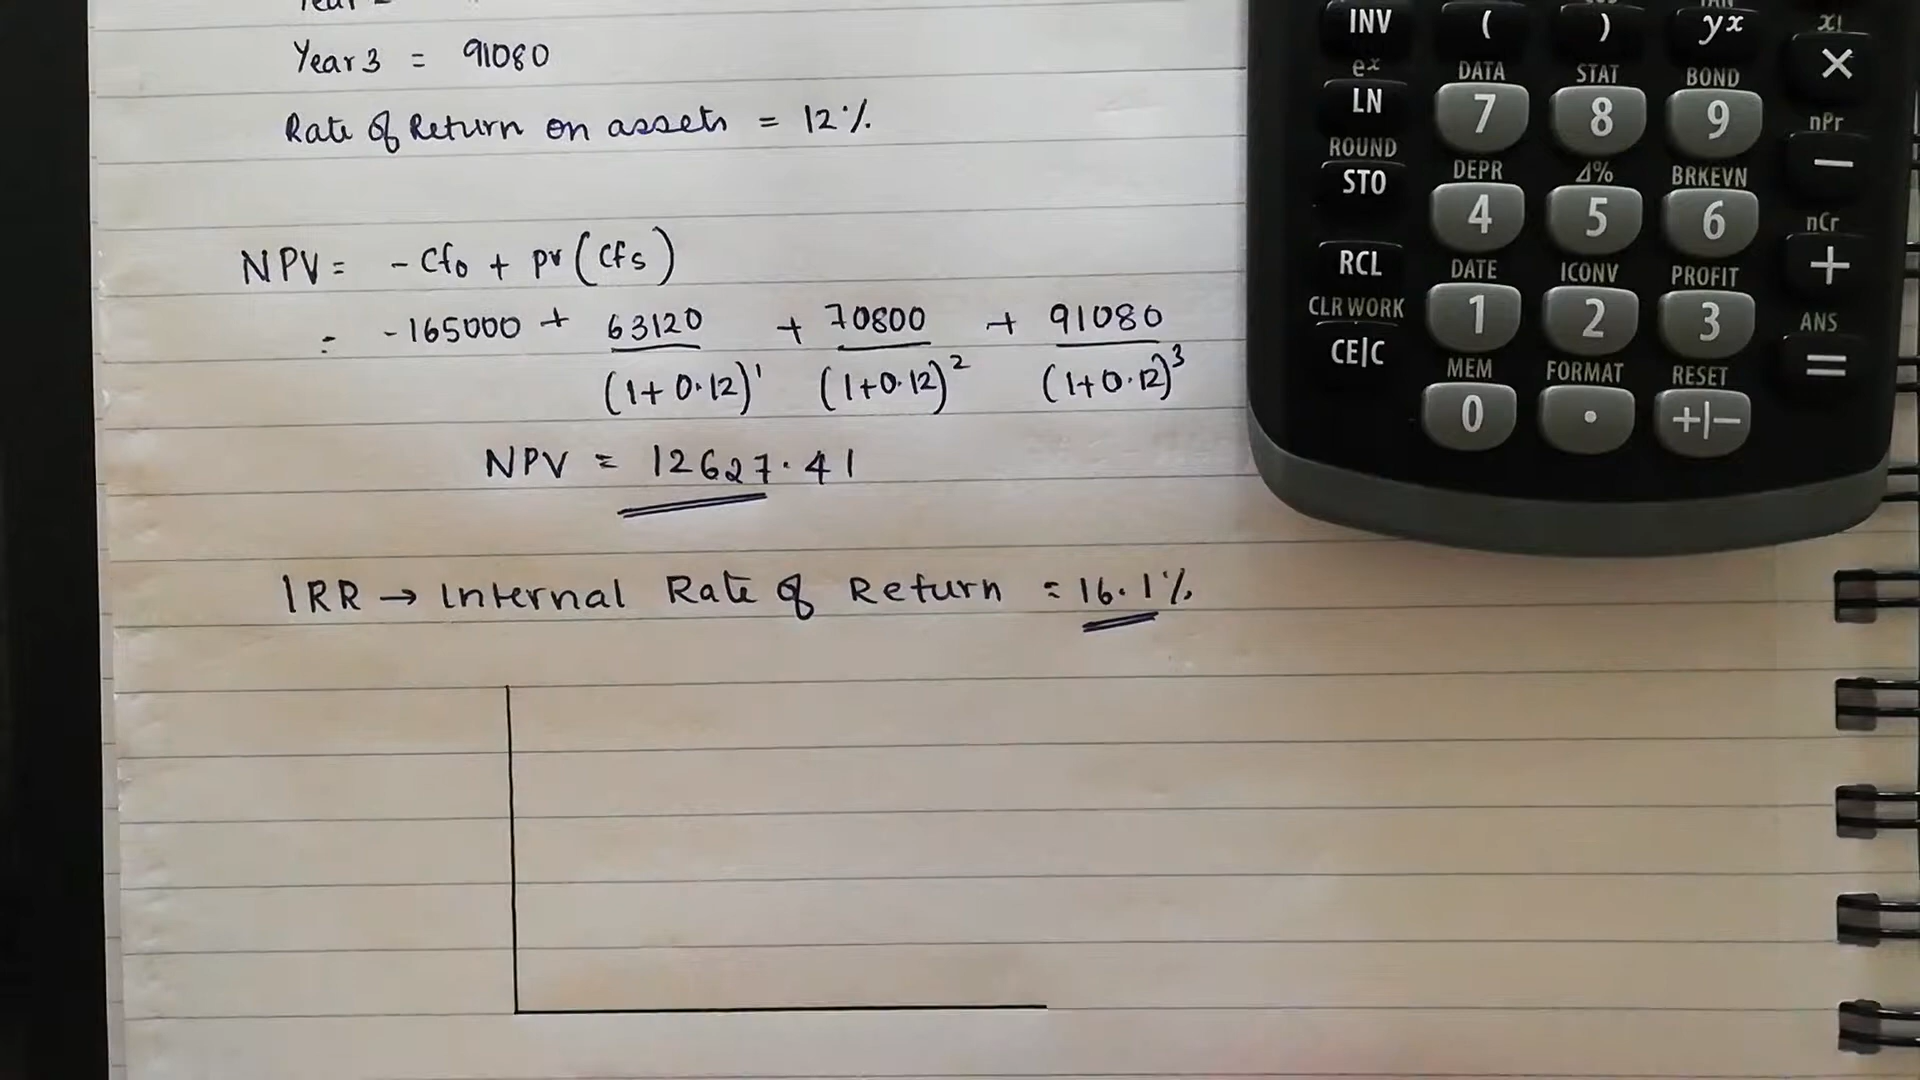 Year 3 = 91080
Rate of Return on assets = 12%
NPV = -Cf0 + pv (Cfs)
= -165000 + 63120 / (1+0.12)^1 + 70800 / (1+0.12)^2 + 91080 / (1+0.12)^3
NPV = 12627.41
IRR → Internal Rate of Return = 16.1%
INV ( ) yx x!
ex DATA STAT BOND ×
LN 7 8 9 nPr
ROUND DEPR Δ% BRKEVN −
STO 4 5 6 nCr
RCL DATE ICONV PROFIT +
CLR WORK 1 2 3 ANS
CE|C MEM FORMAT RESET =
0 . +|−